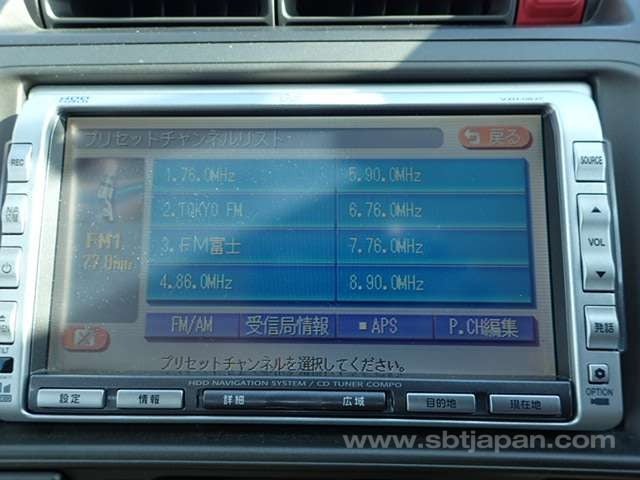 HDD
プリセットチャンネルリスト
戻る
REC
SOURCE
1.76.0MHz
5.90.0MHz
2.TOKYO FM
6.76.0MHz
VOL
FM1
3.FM富士
7.76.0MHz
4.86.0MHz
8.90.0MHz
FM/AM
受信局情報
APS
P.CH編集
発話
プリセットチャンネルを選択してください。
TILT
HDD NAVIGATION SYSTEM / CD TUNER COMPO
OPTION
設定
情報
詳細
広域
目的地
現在地
www.sbtjapan.com